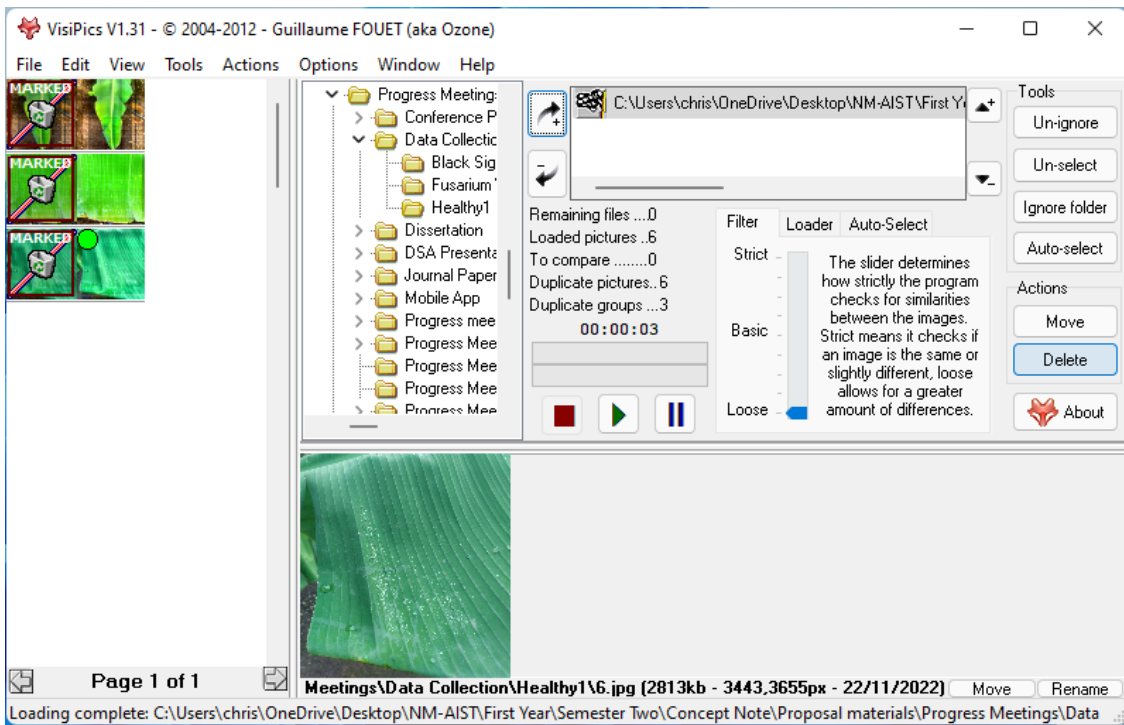 VisiPics V1.31 - © 2004-2012 - Guillaume FOUET (aka Ozone)
File Edit View Tools Actions Options Window Help
MARKED
MARKED
MARKED
Page 1 of 1
Progress Meeting
Conference P
Data Collectic
Black Sig
Fusarium
Healthy1
Dissertation
DSA Presenta
Journal Paper
Mobile App
Progress mee
Progress Mee
Progress Mee
Progress Mee
Progress Mee
C:\Users\chris\OneDrive\Desktop\NM-AIST\First Y
Remaining files ...0
Loaded pictures ..6
To compare ........0
Duplicate pictures..6
Duplicate groups ...3
00:00:03
Filter Loader Auto-Select
Strict
Basic
Loose
The slider determines
how strictly the program
checks for similarities
between the images.
Strict means it checks if
an image is the same or
slightly different, loose
allows for a greater
amount of differences.
Tools
Un-ignore
Un-select
Ignore folder
Auto-select
Actions
Move
Delete
About
Meetings\Data Collection\Healthy1\6.jpg (2813kb - 3443,3655px - 22/11/2022) Move Rename
Loading complete: C:\Users\chris\OneDrive\Desktop\NM-AIST\First Year\Semester Two\Concept Note\Proposal materials\Progress Meetings\Data